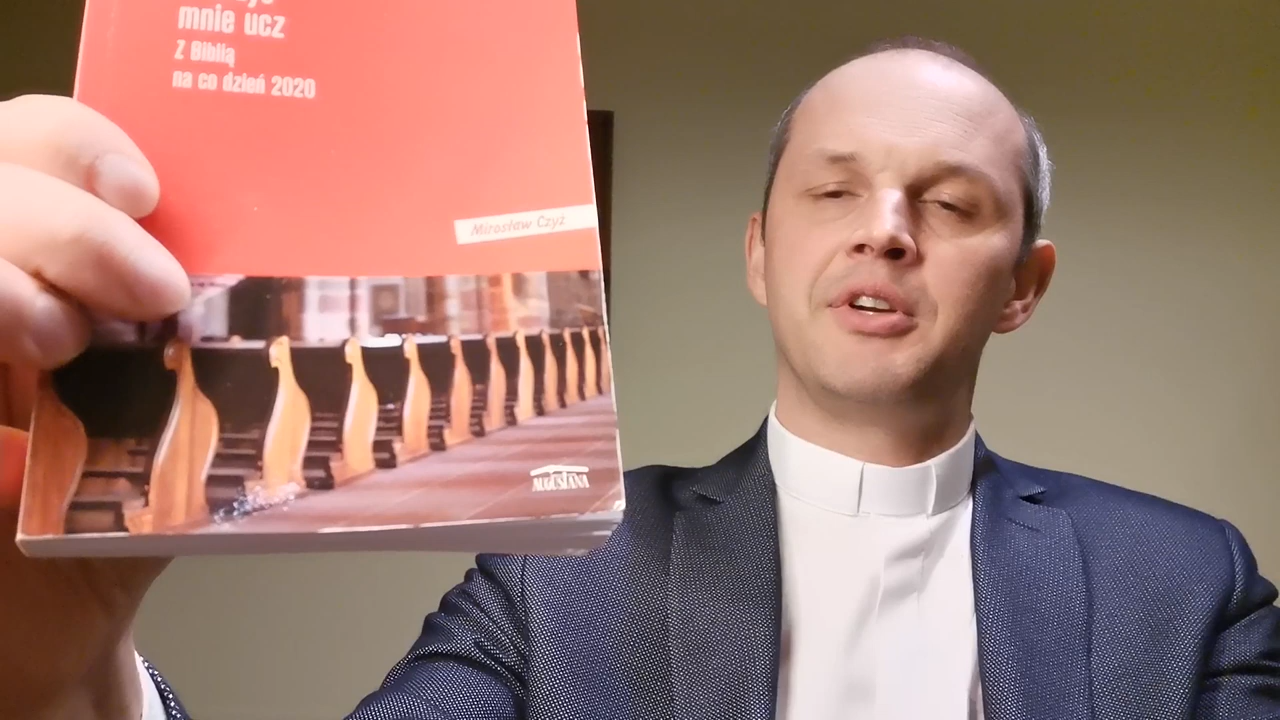 mnie ucz
Z Biblią
na co dzień 2020
Mirosław Czyż
AUGUSTANA